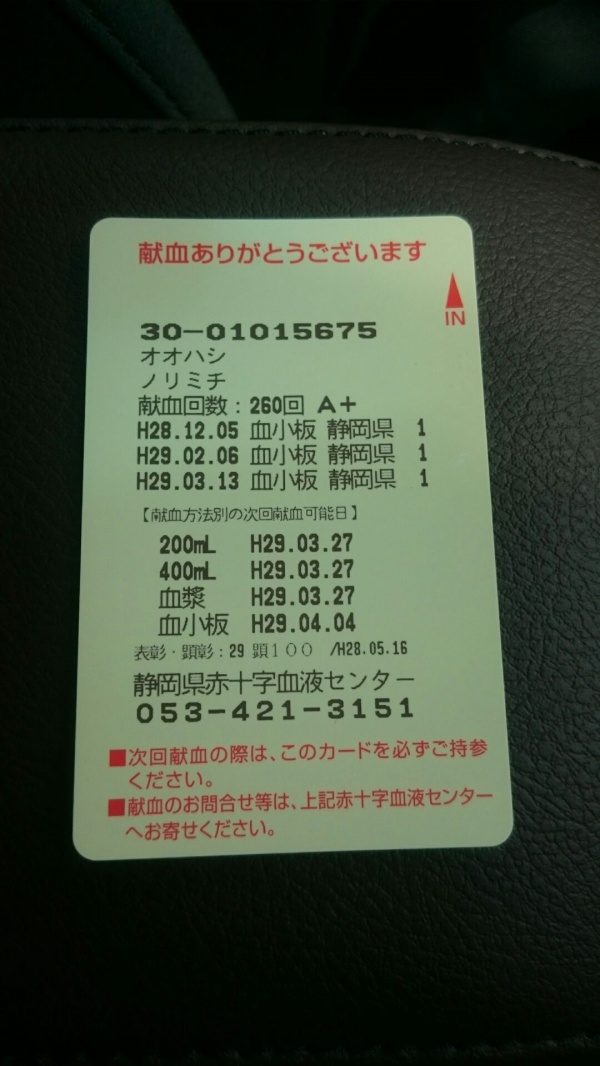 献血ありがとうございます
IN
30-01015675
オオハシ
ノリミチ
献血回数：260回 A+
H28.12.05 血小板 静岡県 1
H29.02.06 血小板 静岡県 1
H29.03.13 血小板 静岡県 1
【献血方法別の次回献血可能日】
200mL H29.03.27
400mL H29.03.27
血漿 H29.03.27
血小板 H29.04.04
表彰・顕彰：29 顕１００ /H28.05.16
静岡県赤十字血液センター
053-421-3151
■次回献血の際は、このカードを必ずご持参
ください。
■献血のお問合せ等は、上記赤十字血液センター
へお寄せください。